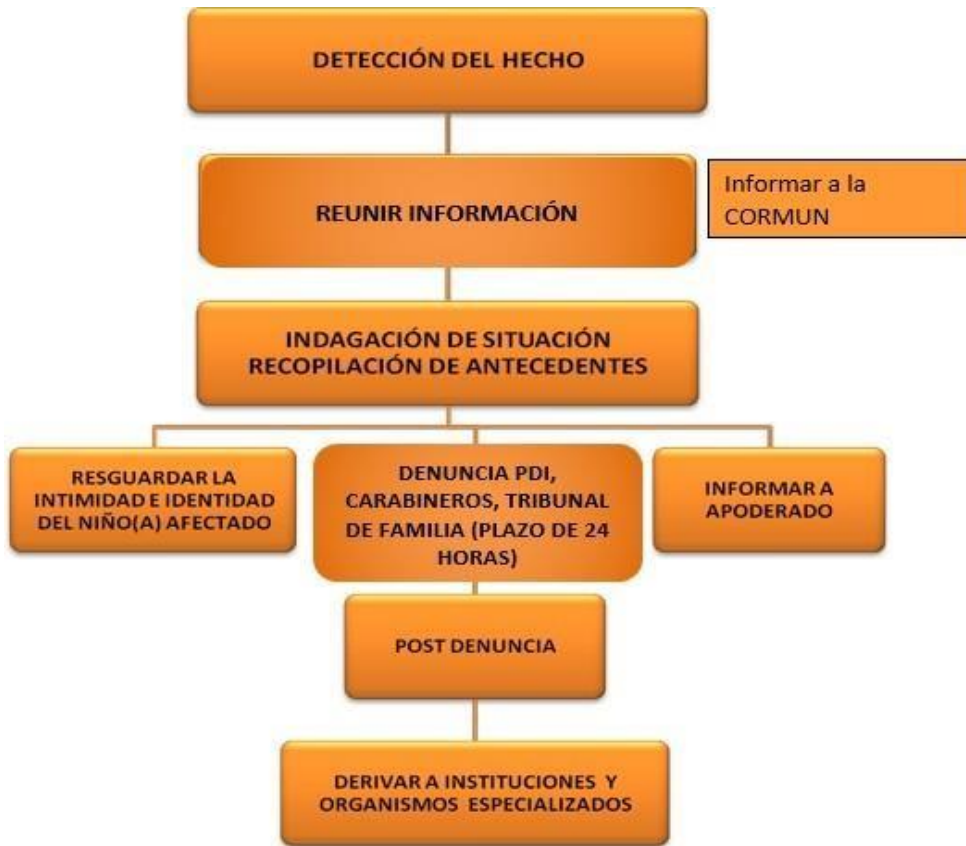 DETECCIÓN DEL HECHO
REUNIR INFORMACIÓN
Informar a la
CORMUN
INDAGACIÓN DE SITUACIÓN
RECOPILACIÓN DE ANTECEDENTES
RESGUARDAR LA
INTIMIDAD E IDENTIDAD
DEL NIÑO(A) AFECTADO
DENUNCIA PDI,
CARABINEROS, TRIBUNAL
DE FAMILIA (PLAZO DE 24
HORAS)
INFORMAR A
APODERADO
POST DENUNCIA
DERIVAR A INSTITUCIONES Y
ORGANISMOS ESPECIALIZADOS